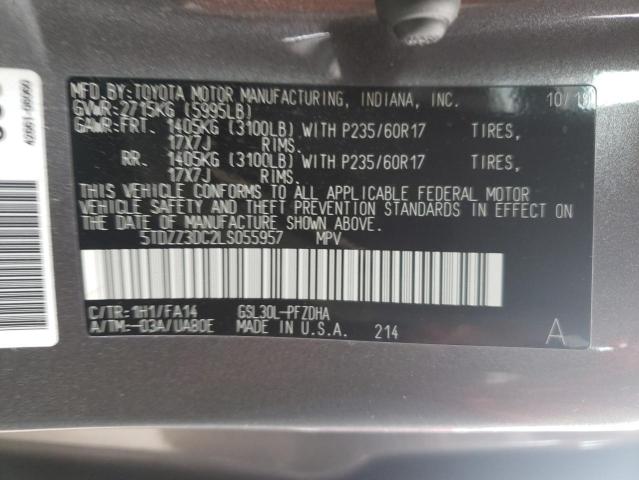 MFD.BY:TOYOTA MOTOR MANUFACTURING, INDIANA, INC. 10/
GVWR:2715KG (5995LB)
GAWR:FRT. 1405KG (3100LB) WITH P235/60R17 TIRES,
17X7J RIMS.
RR. 1405KG (3100LB) WITH P235/60R17 TIRES,
17X7J RIMS.
THIS VEHICLE CONFORMS TO ALL APPLICABLE FEDERAL MOTOR
VEHICLE SAFETY AND THEFT PREVENTION STANDARDS IN EFFECT ON
THE DATE OF MANUFACTURE SHOWN ABOVE.
5TDZZ3DC2LS055957 MPV
C/TR:1H1/FA14 GSL30L-PFZDHA
A/TM:-03A/UA80E MADE IN U.S.A. 214 A